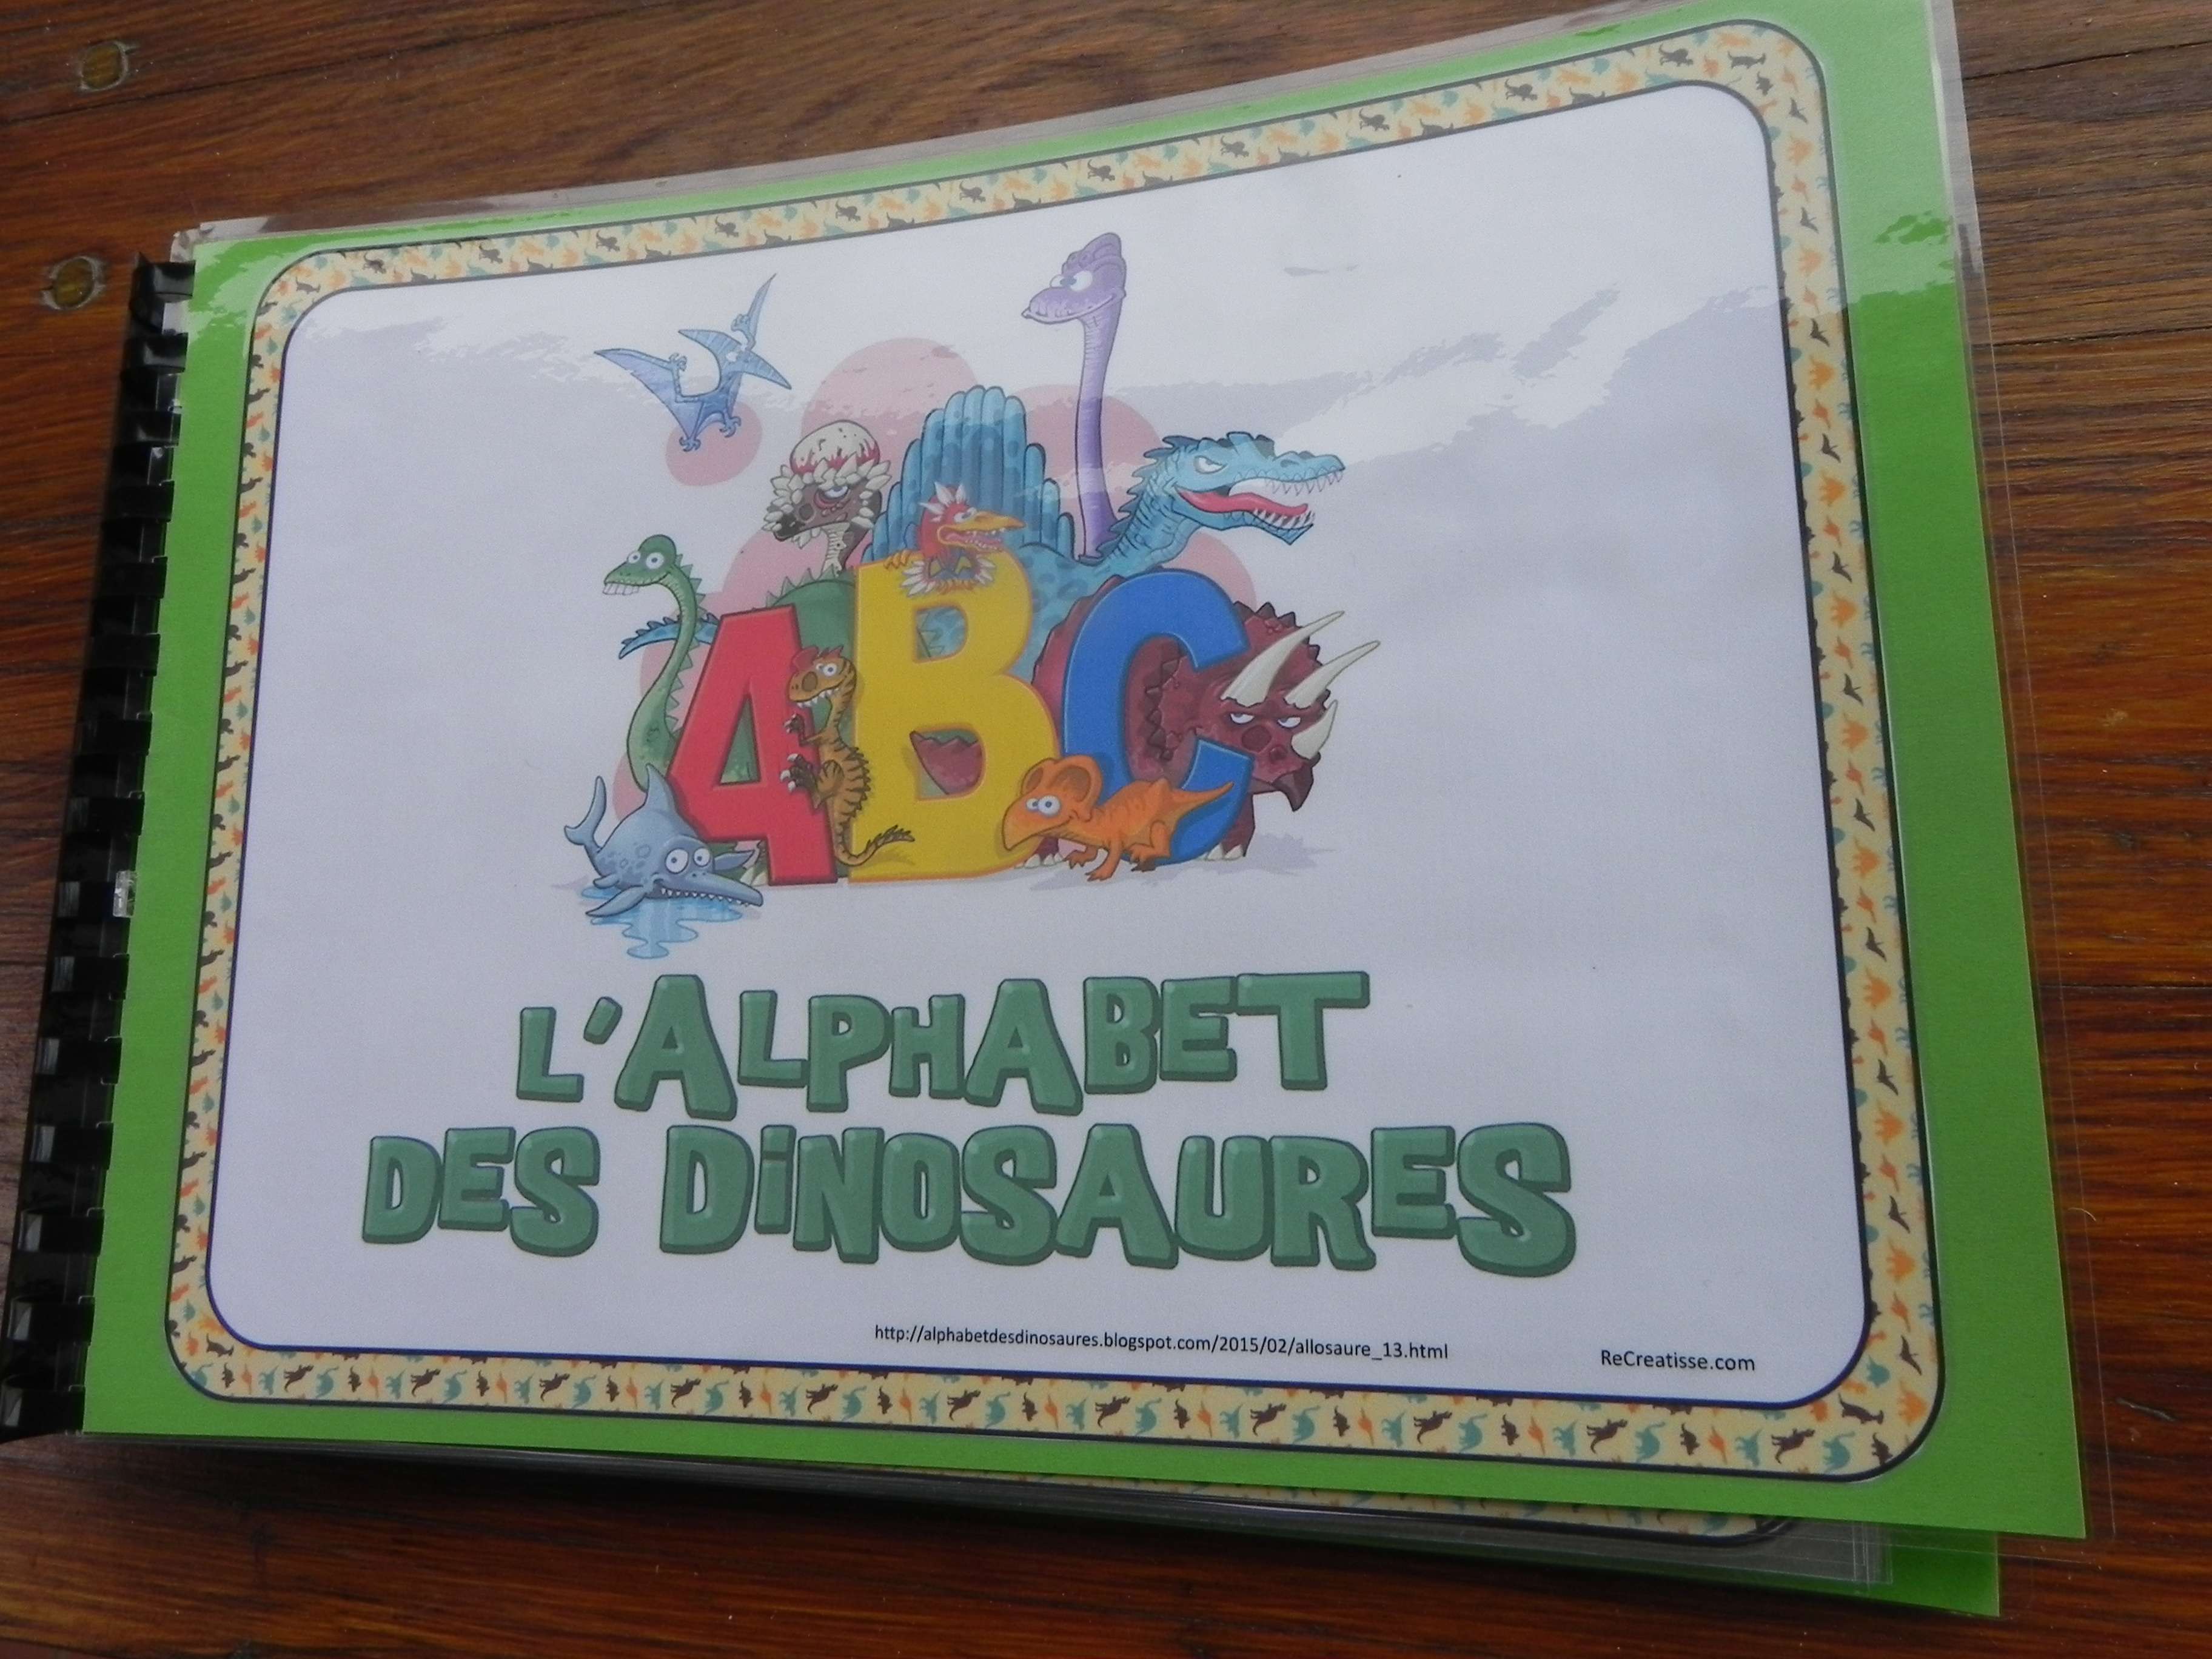 ABC
L'ALPHABET
DES DiNOSAURES
http://alphabetdesdinosaures.blogspot.com/2015/02/allosaure_13.html
ReCreatisse.com